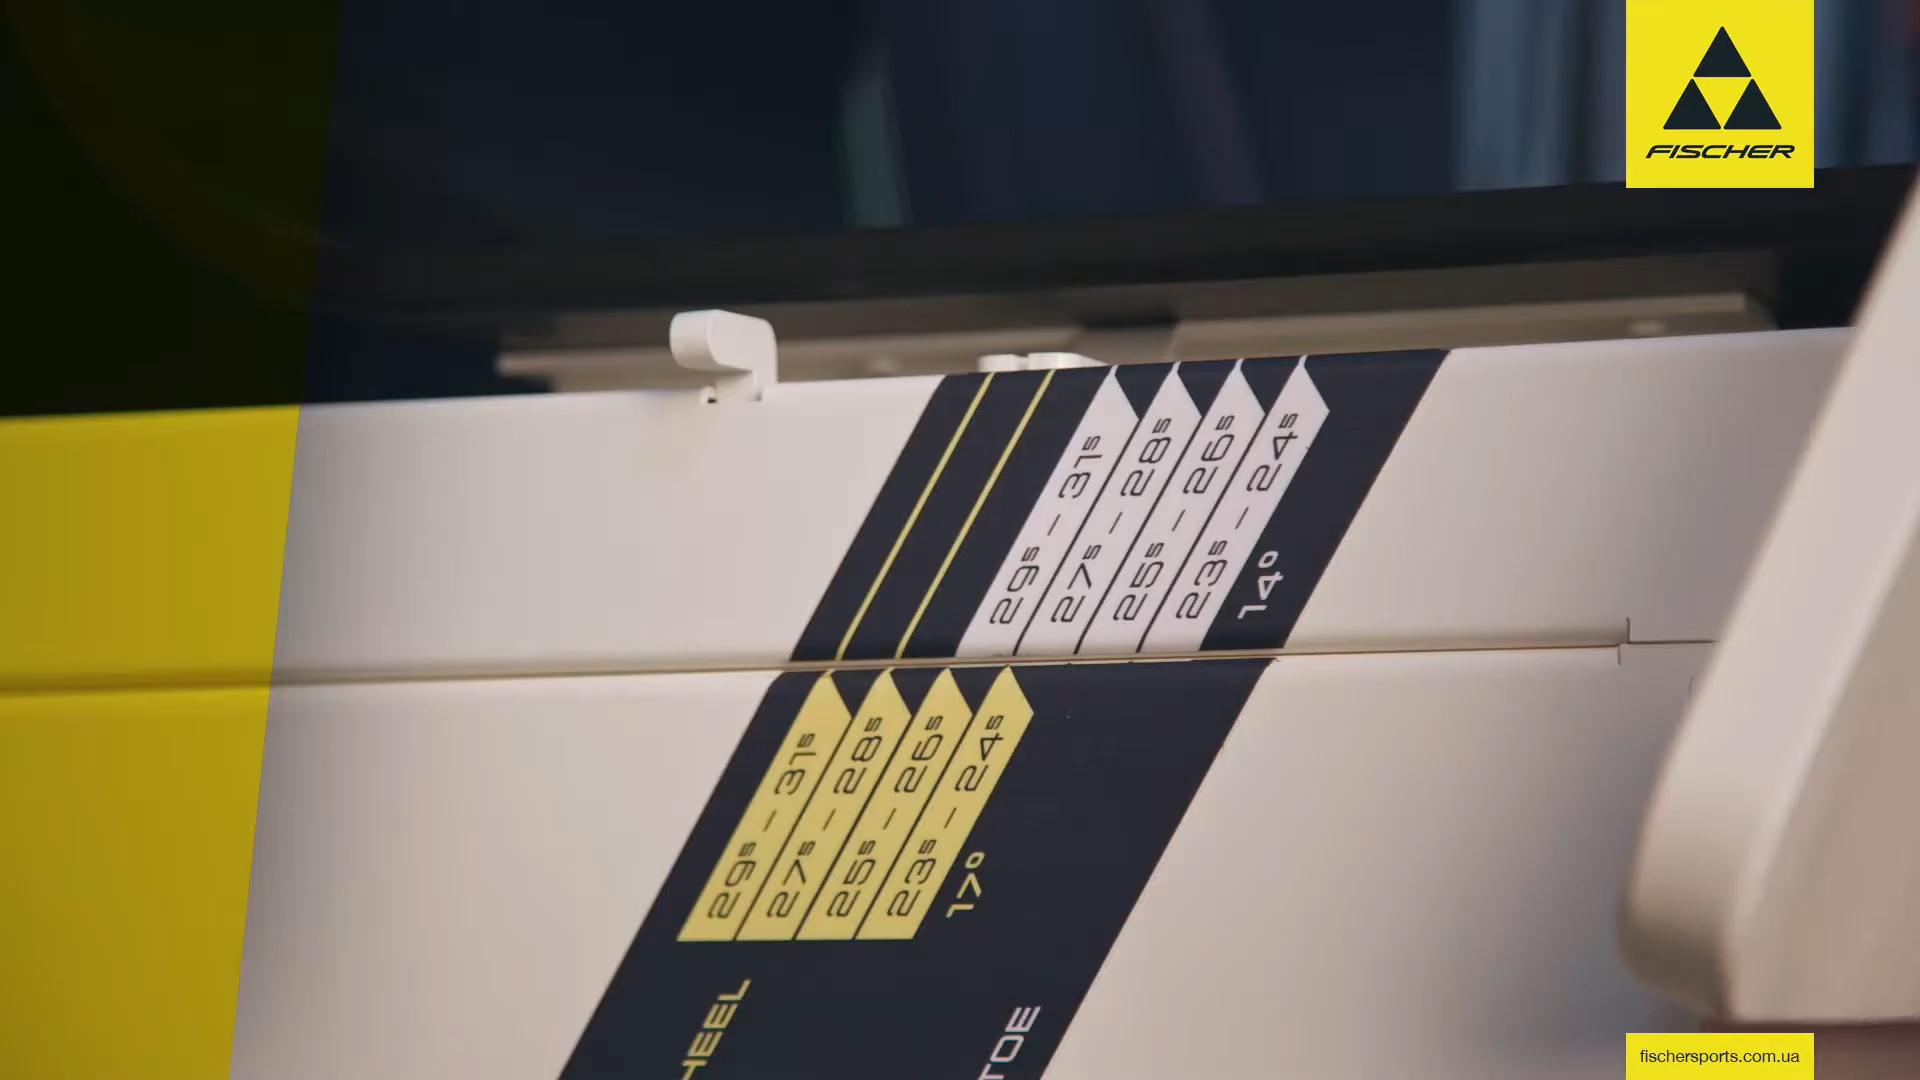 FISCHER
29⁵ – 31⁵
27⁵ – 28⁵
25⁵ – 26⁵
23⁵ – 24⁵
14°
29⁵ – 31⁵
27⁵ – 28⁵
25⁵ – 26⁵
23⁵ – 24⁵
17°
HEEL
TOE
fischersports.com.ua